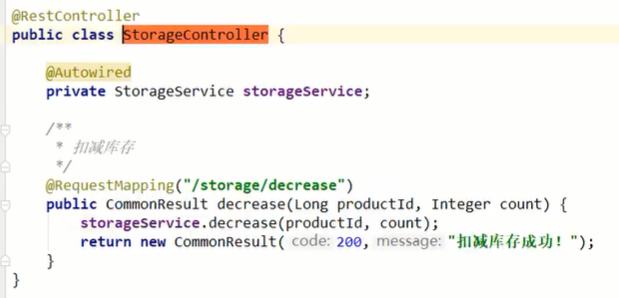 @RestController
public class StorageController {
@Autowired
private StorageService storageService;
/**
* 扣减库存
*/
@RequestMapping("/storage/decrease")
public CommonResult decrease(Long productId, Integer count) {
storageService.decrease(productId, count);
return new CommonResult( code: 200, message: "扣减库存成功！");
}
}